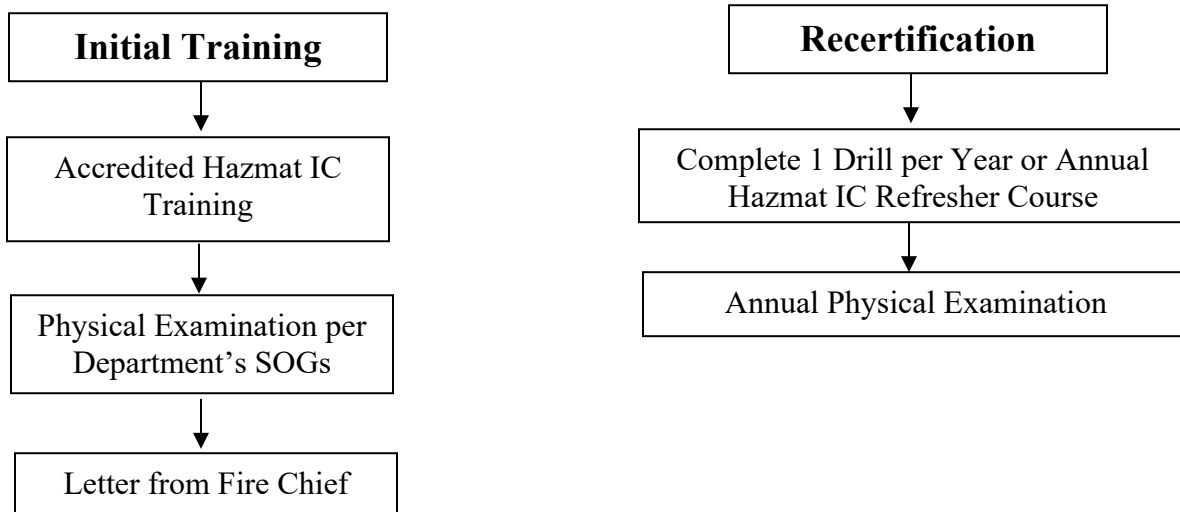 Initial Training
Accredited Hazmat IC
Training
Physical Examination per
Department’s SOGs
Letter from Fire Chief
Recertification
Complete 1 Drill per Year or Annual
Hazmat IC Refresher Course
Annual Physical Examination